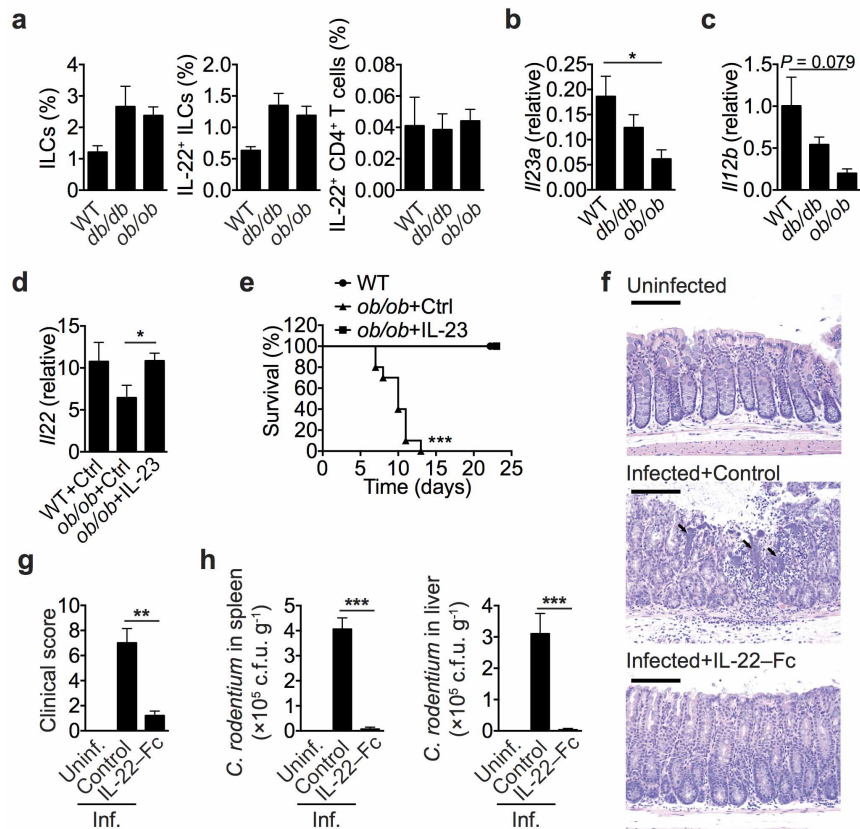 a
ILCs (%)
4
3
2
1
0
WT
db/db
ob/ob
IL-22+ ILCs (%)
2.0
1.5
1.0
0.5
0
WT
db/db
ob/ob
IL-22+ CD4+ T cells (%)
0.08
0.06
0.04
0.02
0.00
WT
db/db
ob/ob
b
Il23a (relative)
0.25
0.20
0.15
0.10
0.05
0.00
*
WT
db/db
ob/ob
c
Il12b (relative)
1.5
1.0
0.5
0.0
P = 0.079
WT
db/db
ob/ob
d
Il22 (relative)
15
10
5
0
*
WT+Ctrl
ob/ob+Ctrl
ob/ob+IL-23
e
WT
ob/ob+Ctrl
ob/ob+IL-23
Survival (%)
100
80
60
40
20
0
***
0 5 10 15 20 25
Time (days)
f
Uninfected
Infected+Control
Infected+IL-22–Fc
g
Clinical score
10
8
6
4
2
0
**
Uninf.
Control
IL-22–Fc
Inf.
h
C. rodentium in spleen
(×10⁵ c.f.u. g⁻¹)
5
4
3
2
1
0
***
Uninf.
Control
IL-22–Fc
Inf.
C. rodentium in liver
(×10⁵ c.f.u. g⁻¹)
4
3
2
1
0
***
Uninf.
Control
IL-22–Fc
Inf.